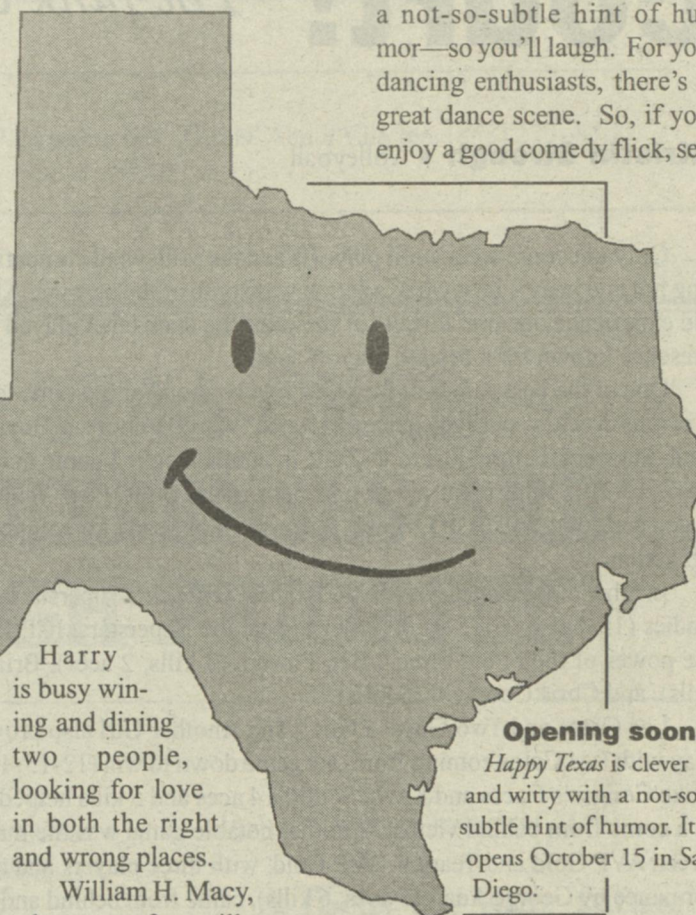 a not-so-subtle hint of hu-
mor—so you'll laugh. For yo
dancing enthusiasts, there's
great dance scene. So, if yo
enjoy a good comedy flick, se
Harry
is busy win-
ing and dining
two people,
looking for love
in both the right
and wrong places.
William H. Macy,
Opening soon
Happy Texas is clever
and witty with a not-so
subtle hint of humor. It
opens October 15 in Sa
Diego.